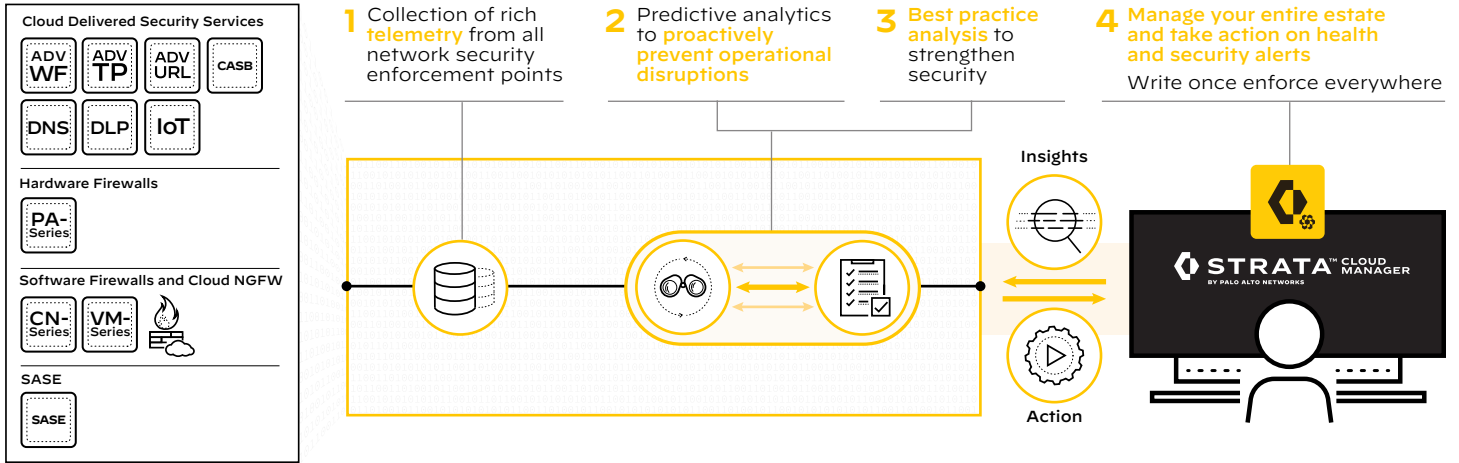 Cloud Delivered Security Services
ADV
WF
ADV
TP
ADV
URL
CASB
DNS
DLP
IoT
Hardware Firewalls
PA-
Series
Software Firewalls and Cloud NGFW
CN-
Series
VM-
Series
SASE
SASE
1
Collection of rich
telemetry from all
network security
enforcement points
2
Predictive analytics
to proactively
prevent operational
disruptions
3
Best practice
analysis to
strengthen
security
4
Manage your entire estate
and take action on health
and security alerts
Write once enforce everywhere
Insights
Action
STRATA™ CLOUD
MANAGER
BY PALO ALTO NETWORKS